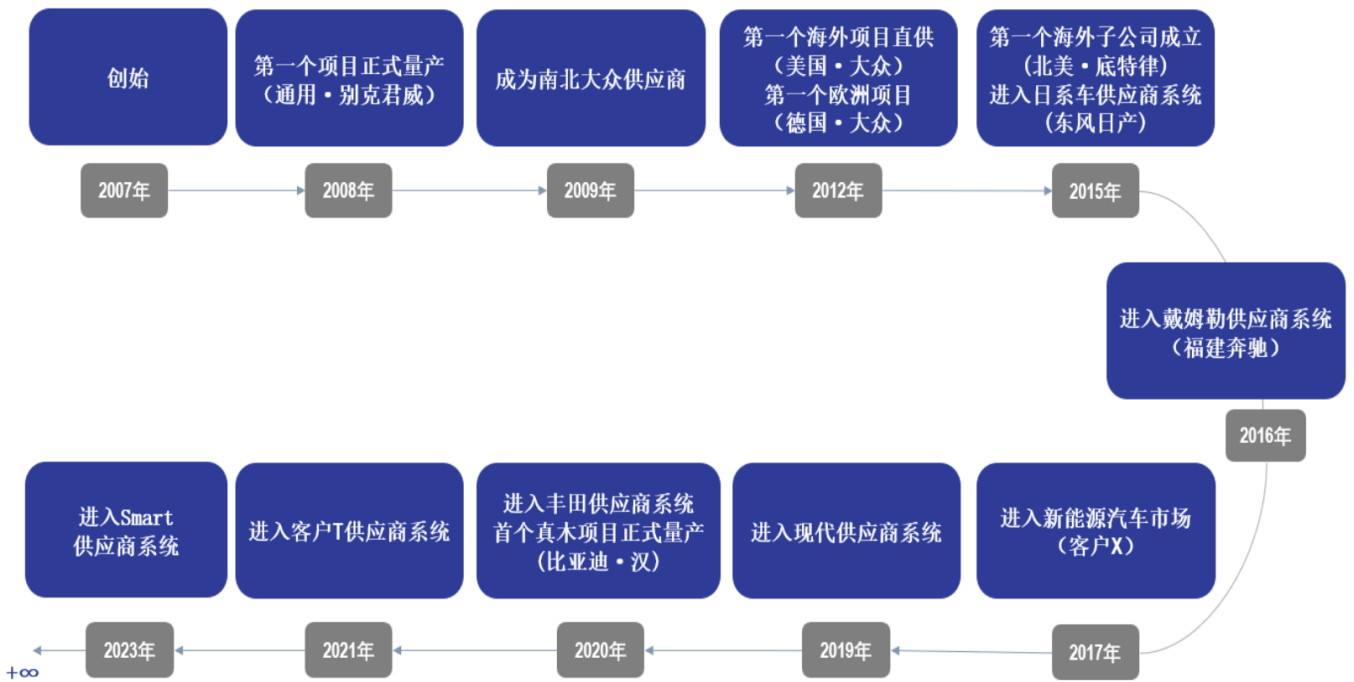 创始
第一个项目正式量产
（通用·别克君威）
成为南北大众供应商
第一个海外项目直供
（美国·大众）
第一个欧洲项目
（德国·大众）
第一个海外子公司成立
(北美·底特律)
进入日系车供应商系统
(东风日产)
2007年
2008年
2009年
2012年
2015年
进入戴姆勒供应商系统
（福建奔驰）
2016年
进入新能源汽车市场
（客户X）
进入现代供应商系统
进入丰田供应商系统
首个真木项目正式量产
(比亚迪·汉)
进入客户T供应商系统
进入Smart
供应商系统
2017年
2019年
2020年
2021年
2023年
+∞